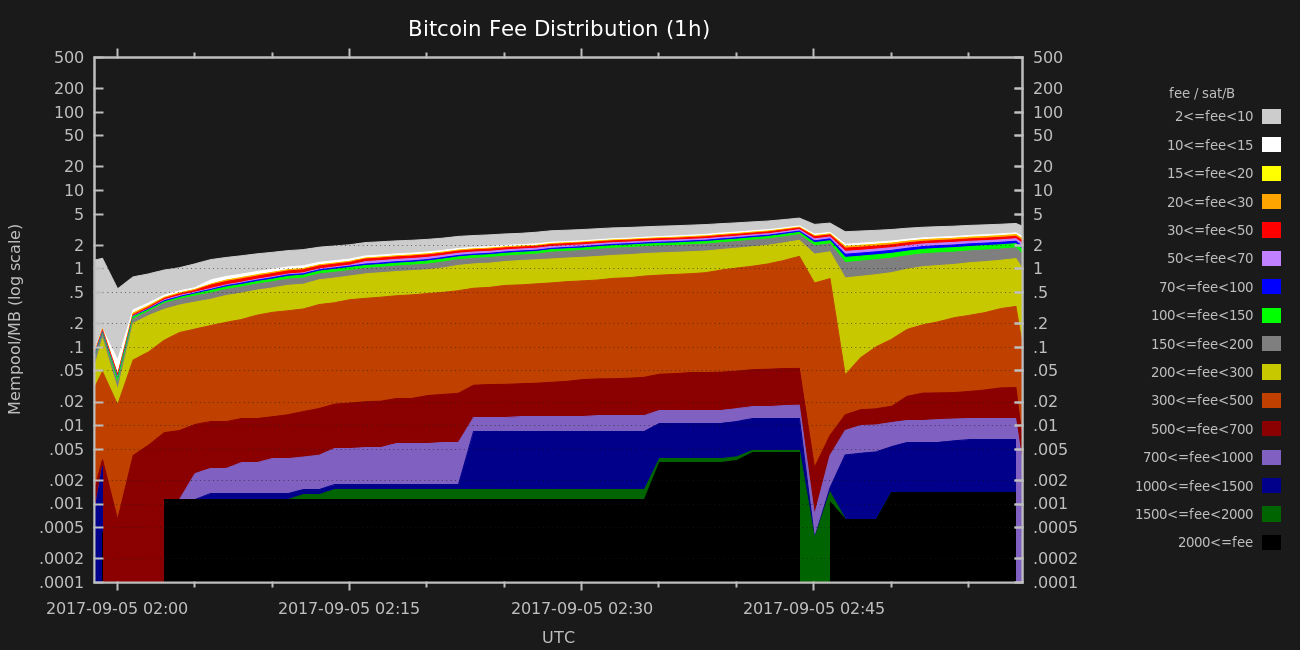 Bitcoin Fee Distribution (1h)
500 500
200 200
100 100
50 50
20 20
10 10
5 5
2 2
1 1
.5 .5
.2 .2
.1 .1
.05 .05
.02 .02
.01 .01
.005 .005
.002 .002
.001 .001
.0005 .0005
.0002 .0002
.0001 .0001
Mempool/MB (log scale)
2017-09-05 02:00 2017-09-05 02:15 2017-09-05 02:30 2017-09-05 02:45
UTC
fee / sat/B
2<=fee<10
10<=fee<15
15<=fee<20
20<=fee<30
30<=fee<50
50<=fee<70
70<=fee<100
100<=fee<150
150<=fee<200
200<=fee<300
300<=fee<500
500<=fee<700
700<=fee<1000
1000<=fee<1500
1500<=fee<2000
2000<=fee